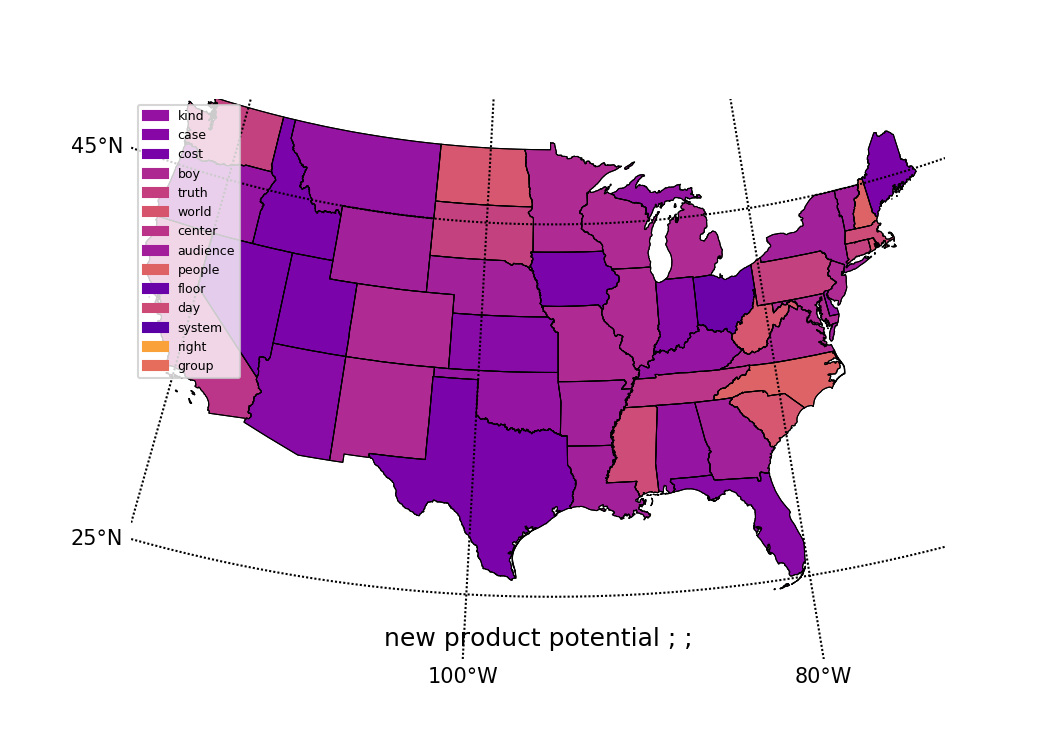 45°N
kind
case
cost
boy
truth
world
center
audience
people
floor
day
system
right
group
25°N
new product potential ; ;
100°W
80°W